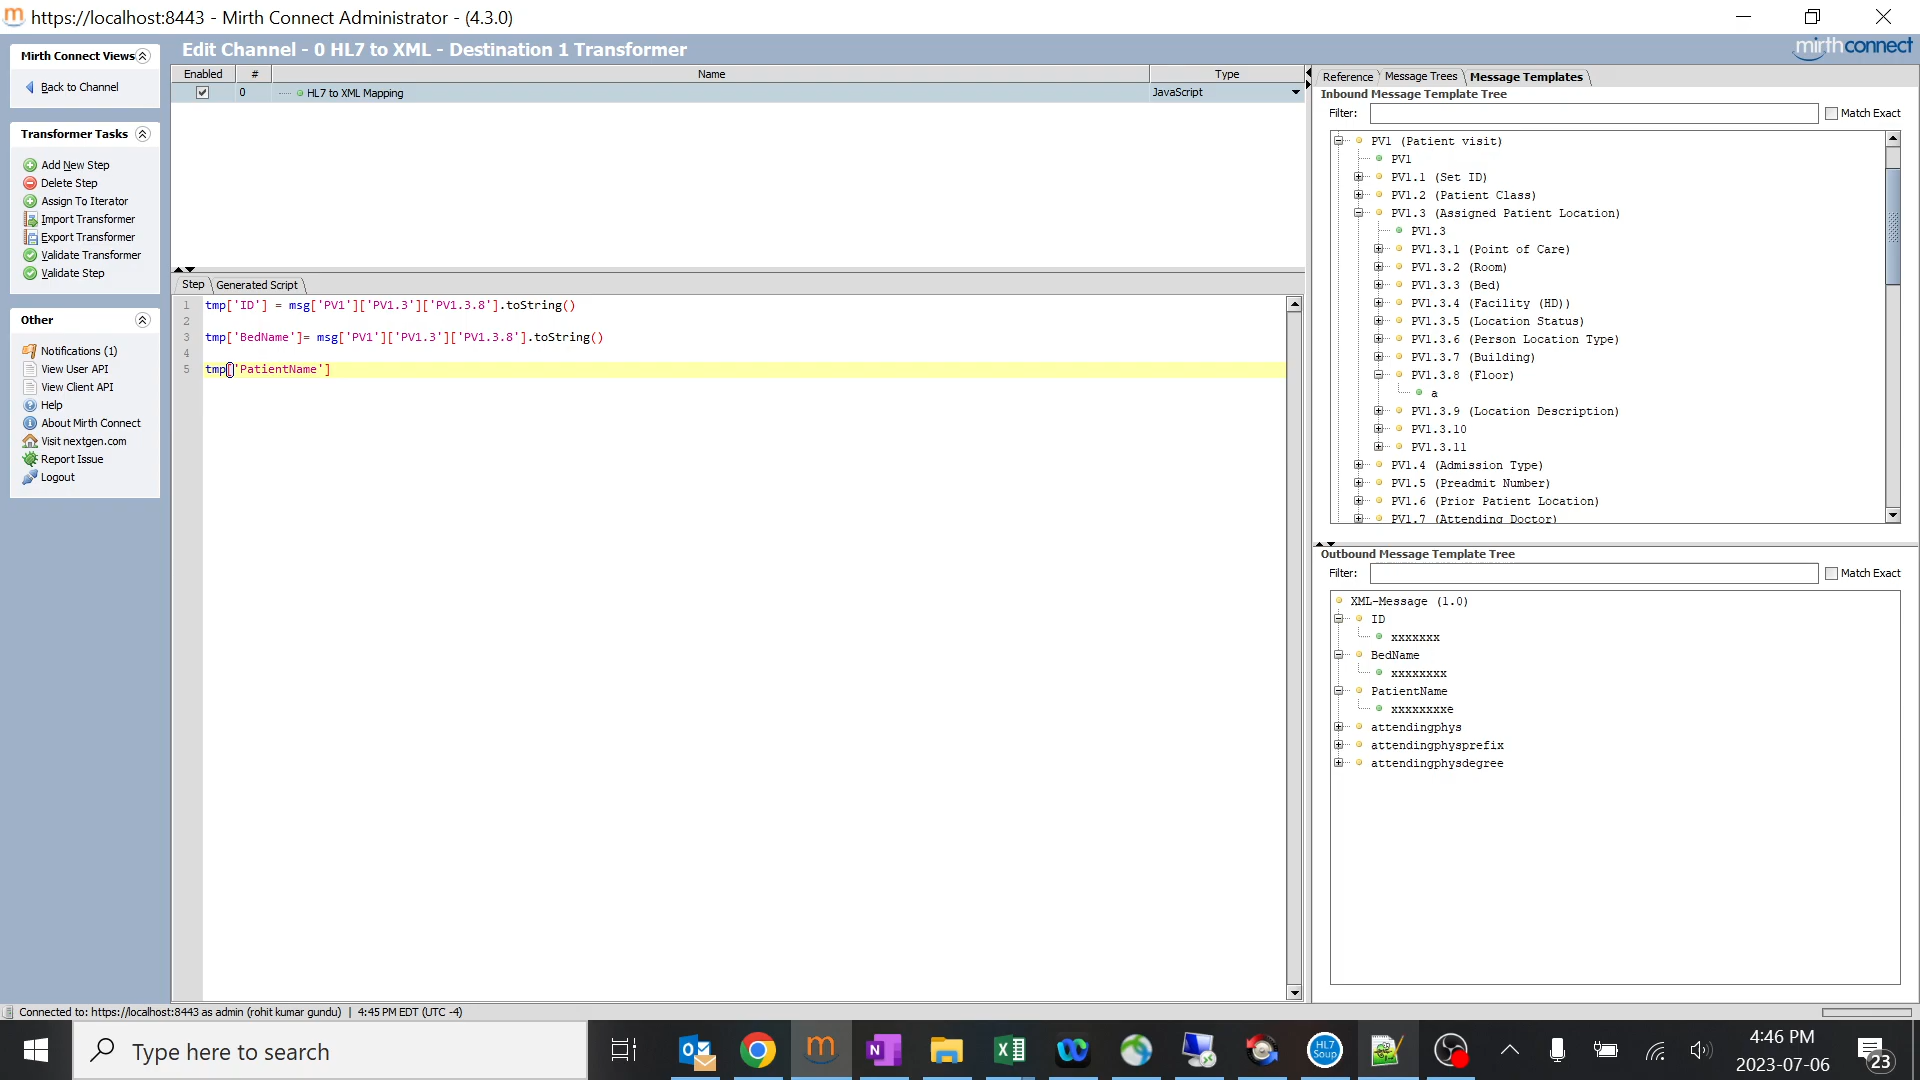 https://localhost:8443 - Mirth Connect Administrator - (4.3.0)
Mirth Connect Views
Back to Channel
Transformer Tasks
Add New Step
Delete Step
Assign To Iterator
Import Transformer
Export Transformer
Validate Transformer
Validate Step
Other
Notifications (1)
View User API
View Client API
Help
About Mirth Connect
Visit nextgen.com
Report Issue
Logout
Edit Channel - 0 HL7 to XML - Destination 1 Transformer
mirthconnect
Enabled # Name Type
0 HL7 to XML Mapping JavaScript
Step Generated Script
1 tmp['ID'] = msg['PV1']['PV1.3']['PV1.3.8'].toString()
2
3 tmp['BedName']= msg['PV1']['PV1.3']['PV1.3.8'].toString()
4
5 tmp['PatientName']
Reference Message Trees Message Templates
Inbound Message Template Tree
Filter: Match Exact
PV1 (Patient visit)
PV1
PV1.1 (Set ID)
PV1.2 (Patient Class)
PV1.3 (Assigned Patient Location)
PV1.3
PV1.3.1 (Point of Care)
PV1.3.2 (Room)
PV1.3.3 (Bed)
PV1.3.4 (Facility (HD))
PV1.3.5 (Location Status)
PV1.3.6 (Person Location Type)
PV1.3.7 (Building)
PV1.3.8 (Floor)
a
PV1.3.9 (Location Description)
PV1.3.10
PV1.3.11
PV1.4 (Admission Type)
PV1.5 (Preadmit Number)
PV1.6 (Prior Patient Location)
PV1.7 (Attending Doctor)
Outbound Message Template Tree
Filter: Match Exact
XML-Message (1.0)
ID
xxxxxxx
BedName
xxxxxxxx
PatientName
xxxxxxxxe
attendingphys
attendingphysprefix
attendingphysdegree
Connected to: https://localhost:8443 as admin (rohit kumar gundu) | 4:45 PM EDT (UTC -4)
Type here to search
HL7
Soup
4:46 PM
2023-07-06
23